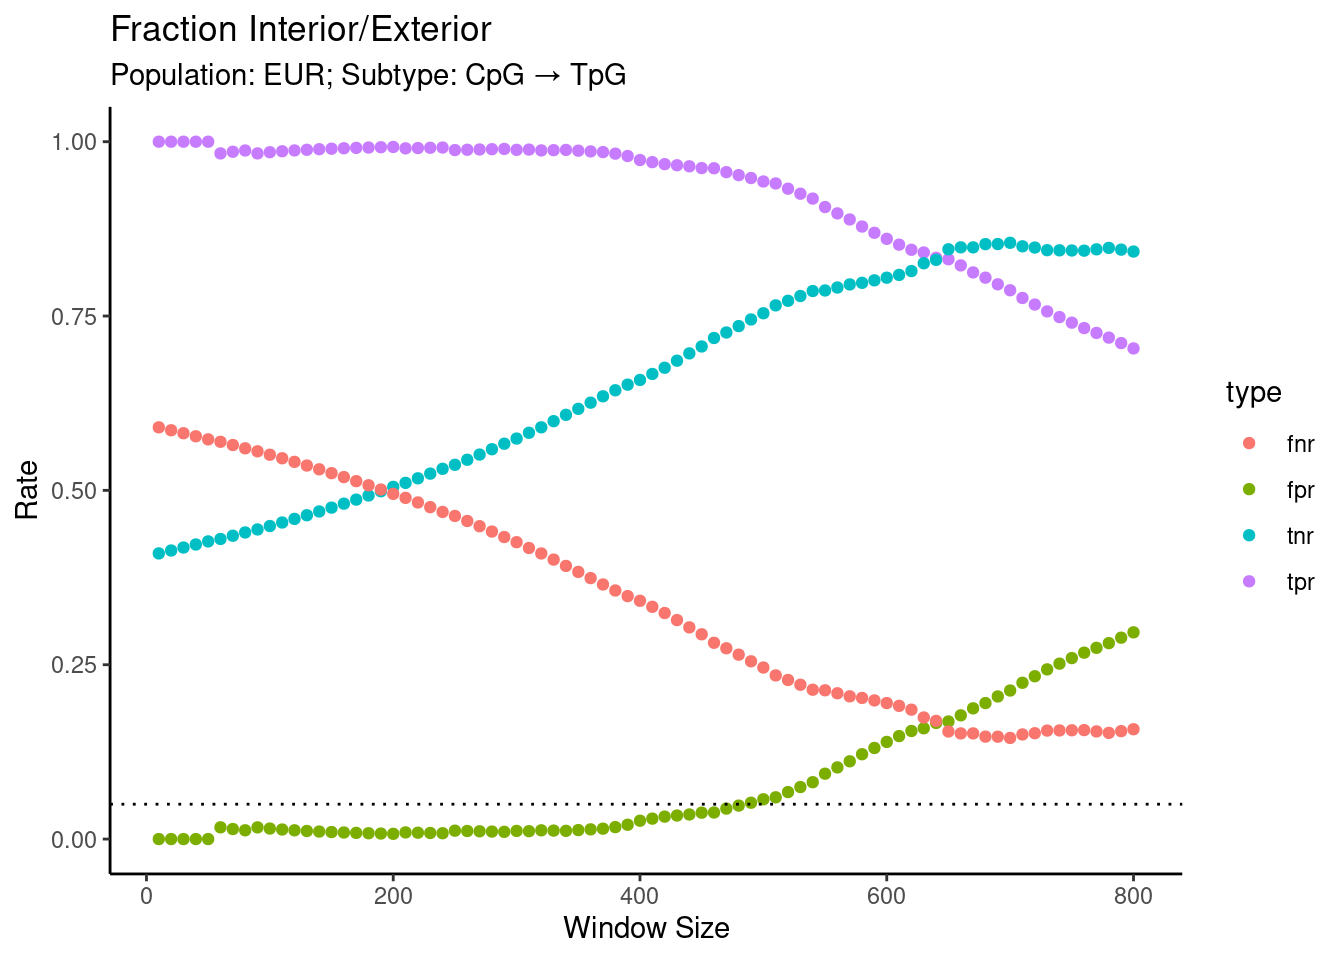 Fraction Interior/Exterior
Population: EUR; Subtype: CpG → TpG
1.00
0.75
0.50
0.25
0.00
Rate
0
200
400
600
800
Window Size
type
fnr
fpr
tnr
tpr